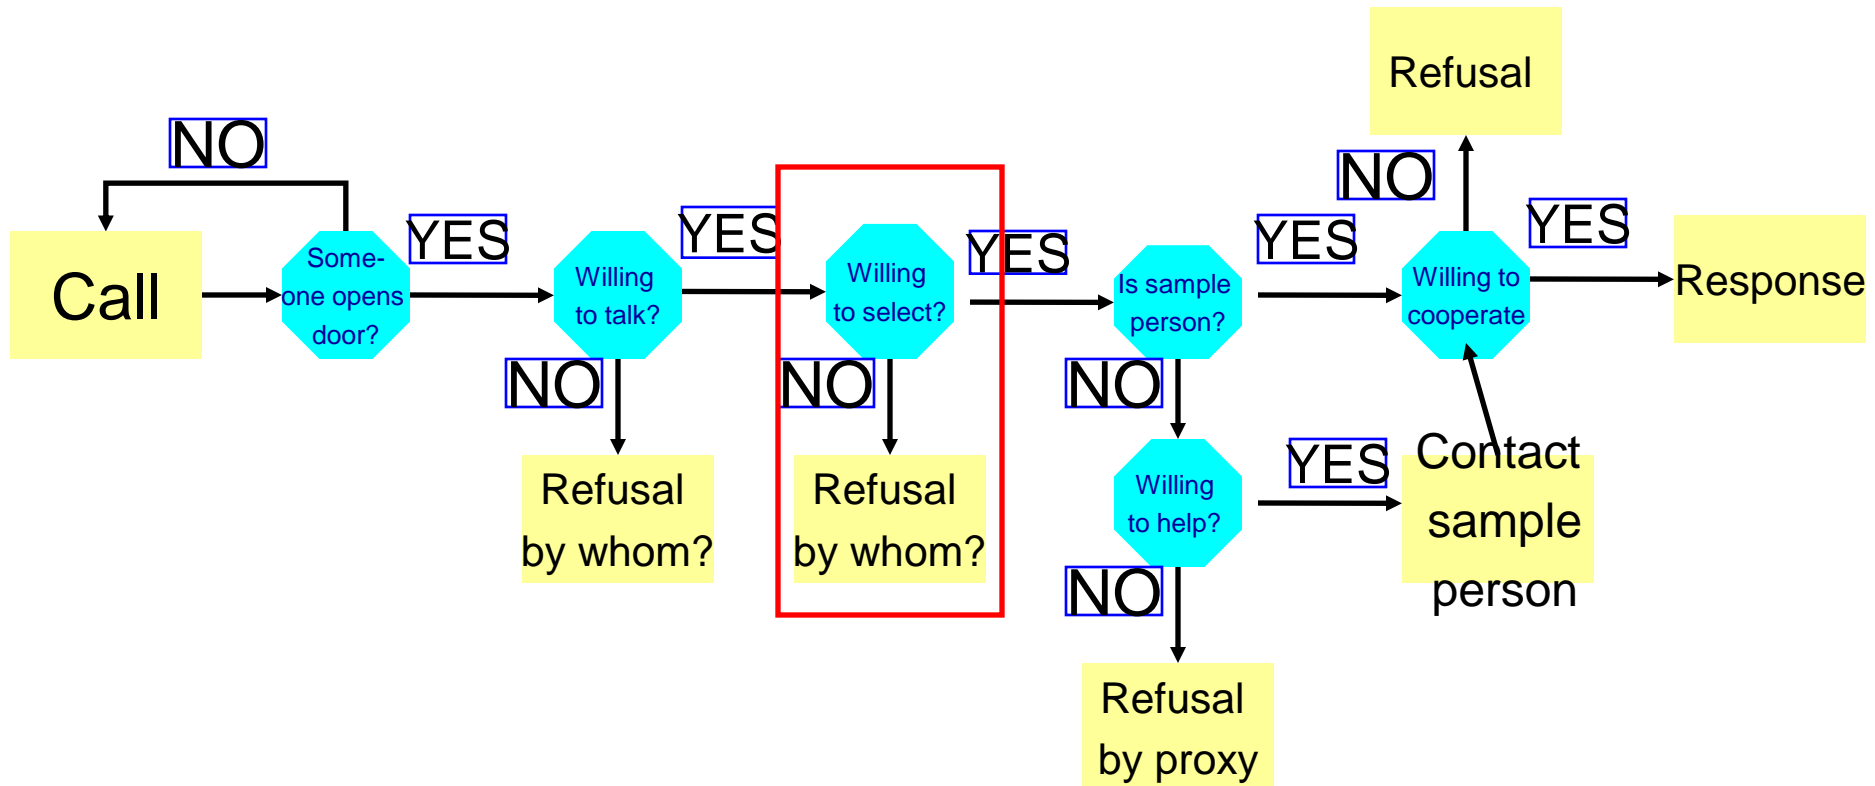 Refusal
NO
NO
YES
YES
YES
YES
YES
Call
Some-
one opens
door?
Willing
to talk?
Willing
to select?
Is sample
person?
Willing to
cooperate
Response
NO
NO
NO
Refusal
by whom?
Refusal
by whom?
Willing
to help?
YES
Contact
sample
person
NO
Refusal
by proxy